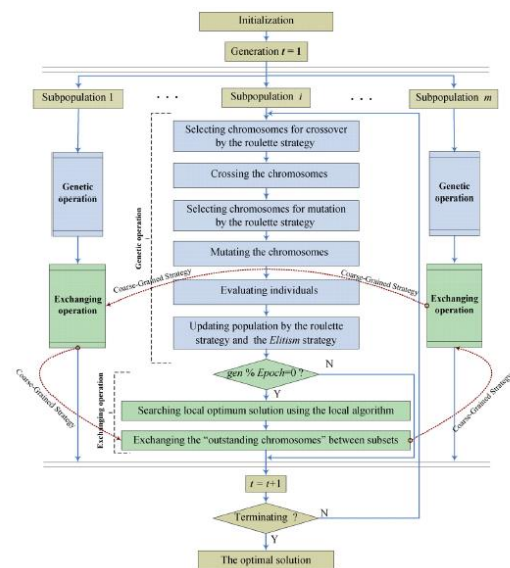 Initialization
Generation t = 1
Subpopulation 1
. . .
Subpopulation i
. . .
Subpopulation m
Genetic
operation
Exchanging
operation
Coarse-Grained Strategy
Coarse-Grained Strategy
Genetic operation
Selecting chromosomes for crossover
by the roulette strategy
Crossing the chromosomes
Selecting chromosomes for mutation
by the roulette strategy
Mutating the chromosomes
Evaluating individuals
Updating population by the roulette
strategy and the Elitism strategy
gen % Epoch=0 ?
N
Y
Exchanging operation
Searching local optimum solution using the local algorithm
Exchanging the “outstanding chromosomes” between subsets
Genetic
operation
Exchanging
operation
Coarse-Grained Strategy
Coarse-Grained Strategy
t = t+1
Terminating ?
N
Y
The optimal solution